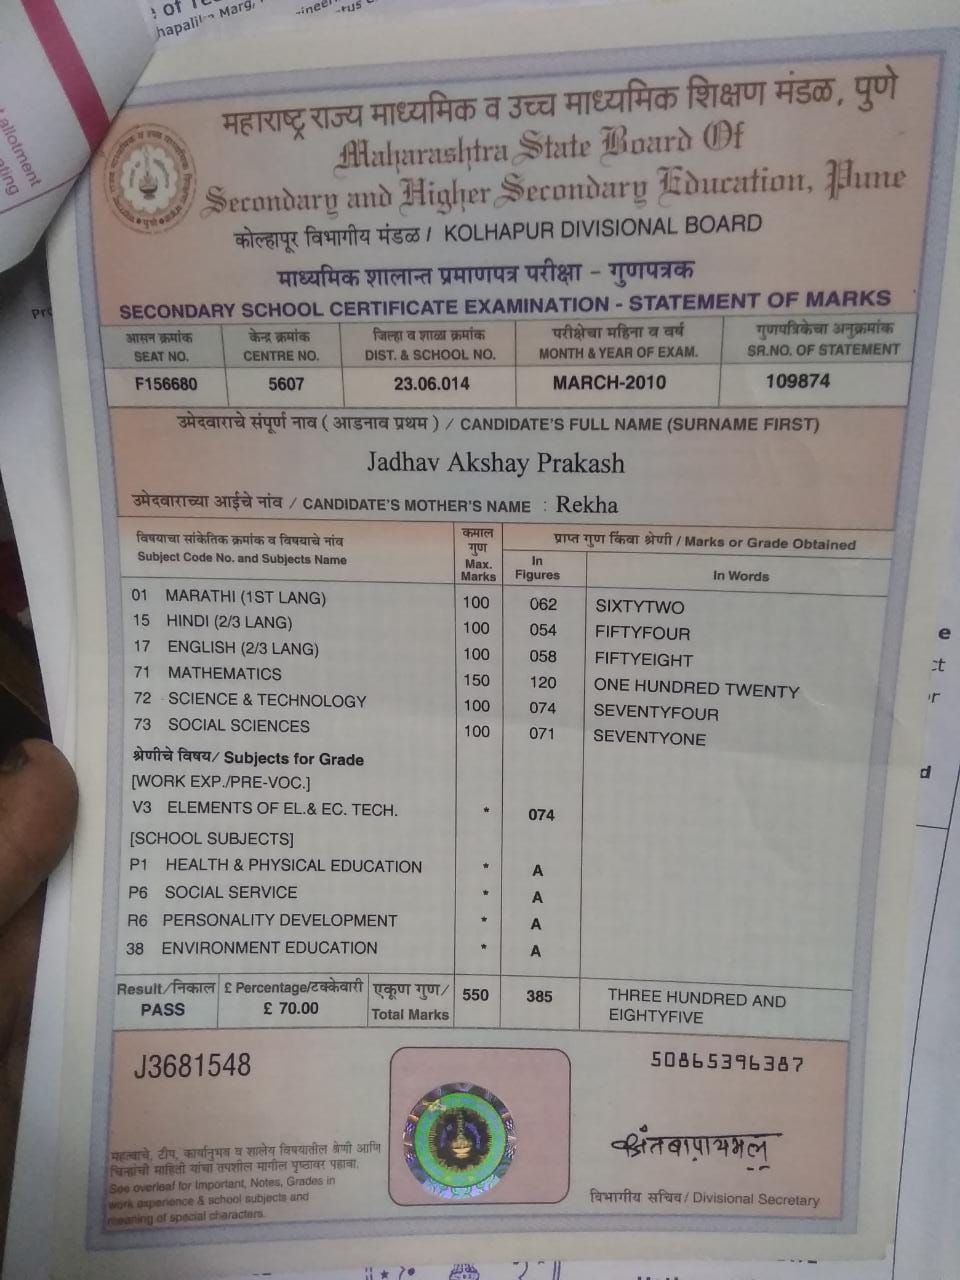 महाराष्ट्र राज्य माध्यमिक व उच्च माध्यमिक शिक्षण मंडळ, पुणे
Maharashtra State Board Of
Secondary and Higher Secondary Education, Pune
कोल्हापूर विभागीय मंडळ / KOLHAPUR DIVISIONAL BOARD
माध्यमिक शालान्त प्रमाणपत्र परीक्षा - गुणपत्रक
SECONDARY SCHOOL CERTIFICATE EXAMINATION - STATEMENT OF MARKS
आसन क्रमांक केन्द्र क्रमांक जिल्हा व शाळा क्रमांक परीक्षेचा महिना व वर्ष गुणपत्रिकेचा अनुक्रमांक
SEAT NO. CENTRE NO. DIST. & SCHOOL NO. MONTH & YEAR OF EXAM. SR.NO. OF STATEMENT
F156680 5607 23.06.014 MARCH-2010 109874
उमेदवाराचे संपूर्ण नाव ( आडनाव प्रथम ) / CANDIDATE'S FULL NAME (SURNAME FIRST)
Jadhav Akshay Prakash
उमेदवाराच्या आईचे नांव / CANDIDATE'S MOTHER'S NAME : Rekha
विषयाचा सांकेतिक क्रमांक व विषयाचे नांव
Subject Code No. and Subjects Name
कमाल
गुण
Max.
Marks
प्राप्त गुण किंवा श्रेणी / Marks or Grade Obtained
In
Figures
In Words
01 MARATHI (1ST LANG) 100 062 SIXTYTWO
15 HINDI (2/3 LANG) 100 054 FIFTYFOUR
17 ENGLISH (2/3 LANG) 100 058 FIFTYEIGHT
71 MATHEMATICS 150 120 ONE HUNDRED TWENTY
72 SCIENCE & TECHNOLOGY 100 074 SEVENTYFOUR
73 SOCIAL SCIENCES 100 071 SEVENTYONE
श्रेणीचे विषय/ Subjects for Grade
[WORK EXP./PRE-VOC.]
V3 ELEMENTS OF EL.& EC. TECH. * 074
[SCHOOL SUBJECTS]
P1 HEALTH & PHYSICAL EDUCATION * A
P6 SOCIAL SERVICE * A
R6 PERSONALITY DEVELOPMENT * A
38 ENVIRONMENT EDUCATION * A
Result/निकाल £ Percentage/टक्केवारी एकूण गुण/ 550 385 THREE HUNDRED AND
PASS £ 70.00 Total Marks EIGHTYFIVE
J3681548
50865396387
महत्वाचे, टीप, कार्यानुभव व शालेय विषयातील श्रेणी आणि
चिन्हांची माहिती यांचा तपशील मागील पृष्ठावर पहावा.
See overleaf for Important, Notes, Grades in
work experience & school subjects and
meaning of special characters.
विभागीय सचिव / Divisional Secretary